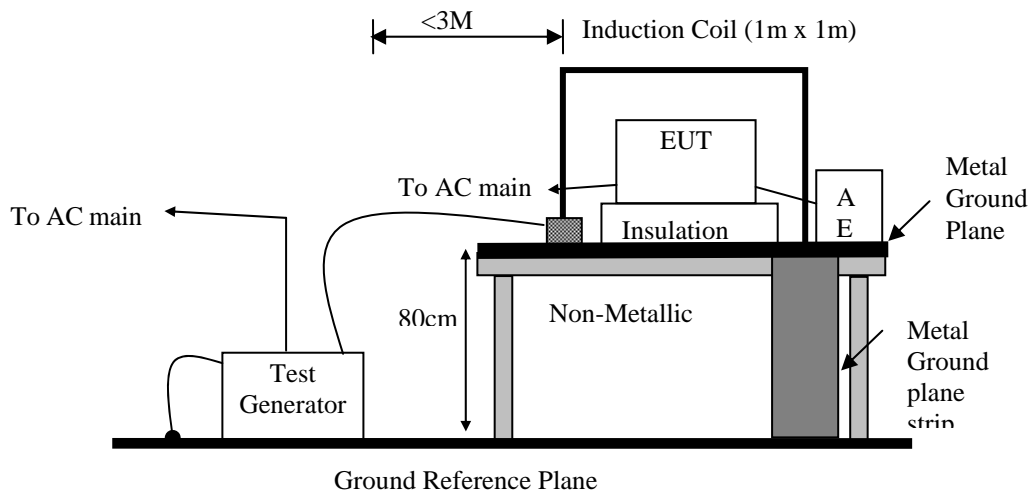 <3M
Induction Coil (1m x 1m)
EUT
Metal
Ground
Plane
To AC main
A
E
To AC main
Insulation
80cm
Non-Metallic
Metal
Ground
plane
strip
Test
Generator
Ground Reference Plane